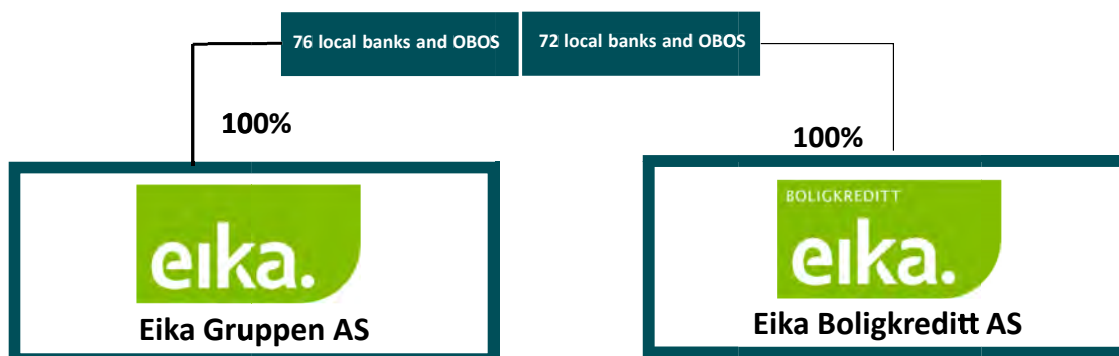 76 local banks and OBOS
72 local banks and OBOS
100%
100%
eika.
Eika Gruppen AS
BOLIGKREDITT
eika.
Eika Boligkreditt AS